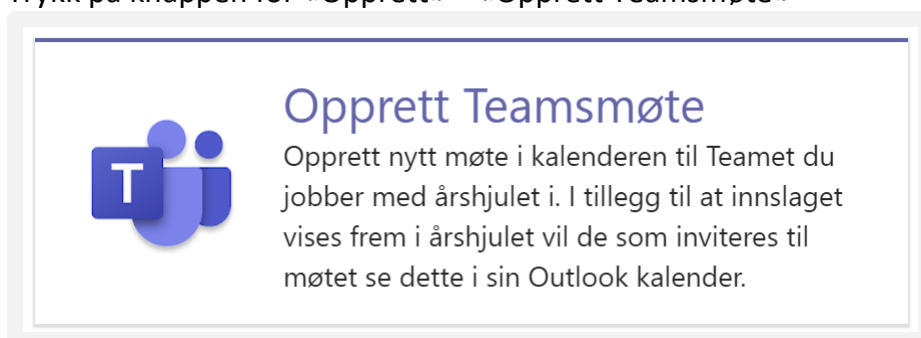 Opprett Teamsmøte
T
Opprett nytt møte i kalenderen til Teamet du
jobber med årshjulet i. I tillegg til at innslaget
vises frem i årshjulet vil de som inviteres til
møtet se dette i sin Outlook kalender.